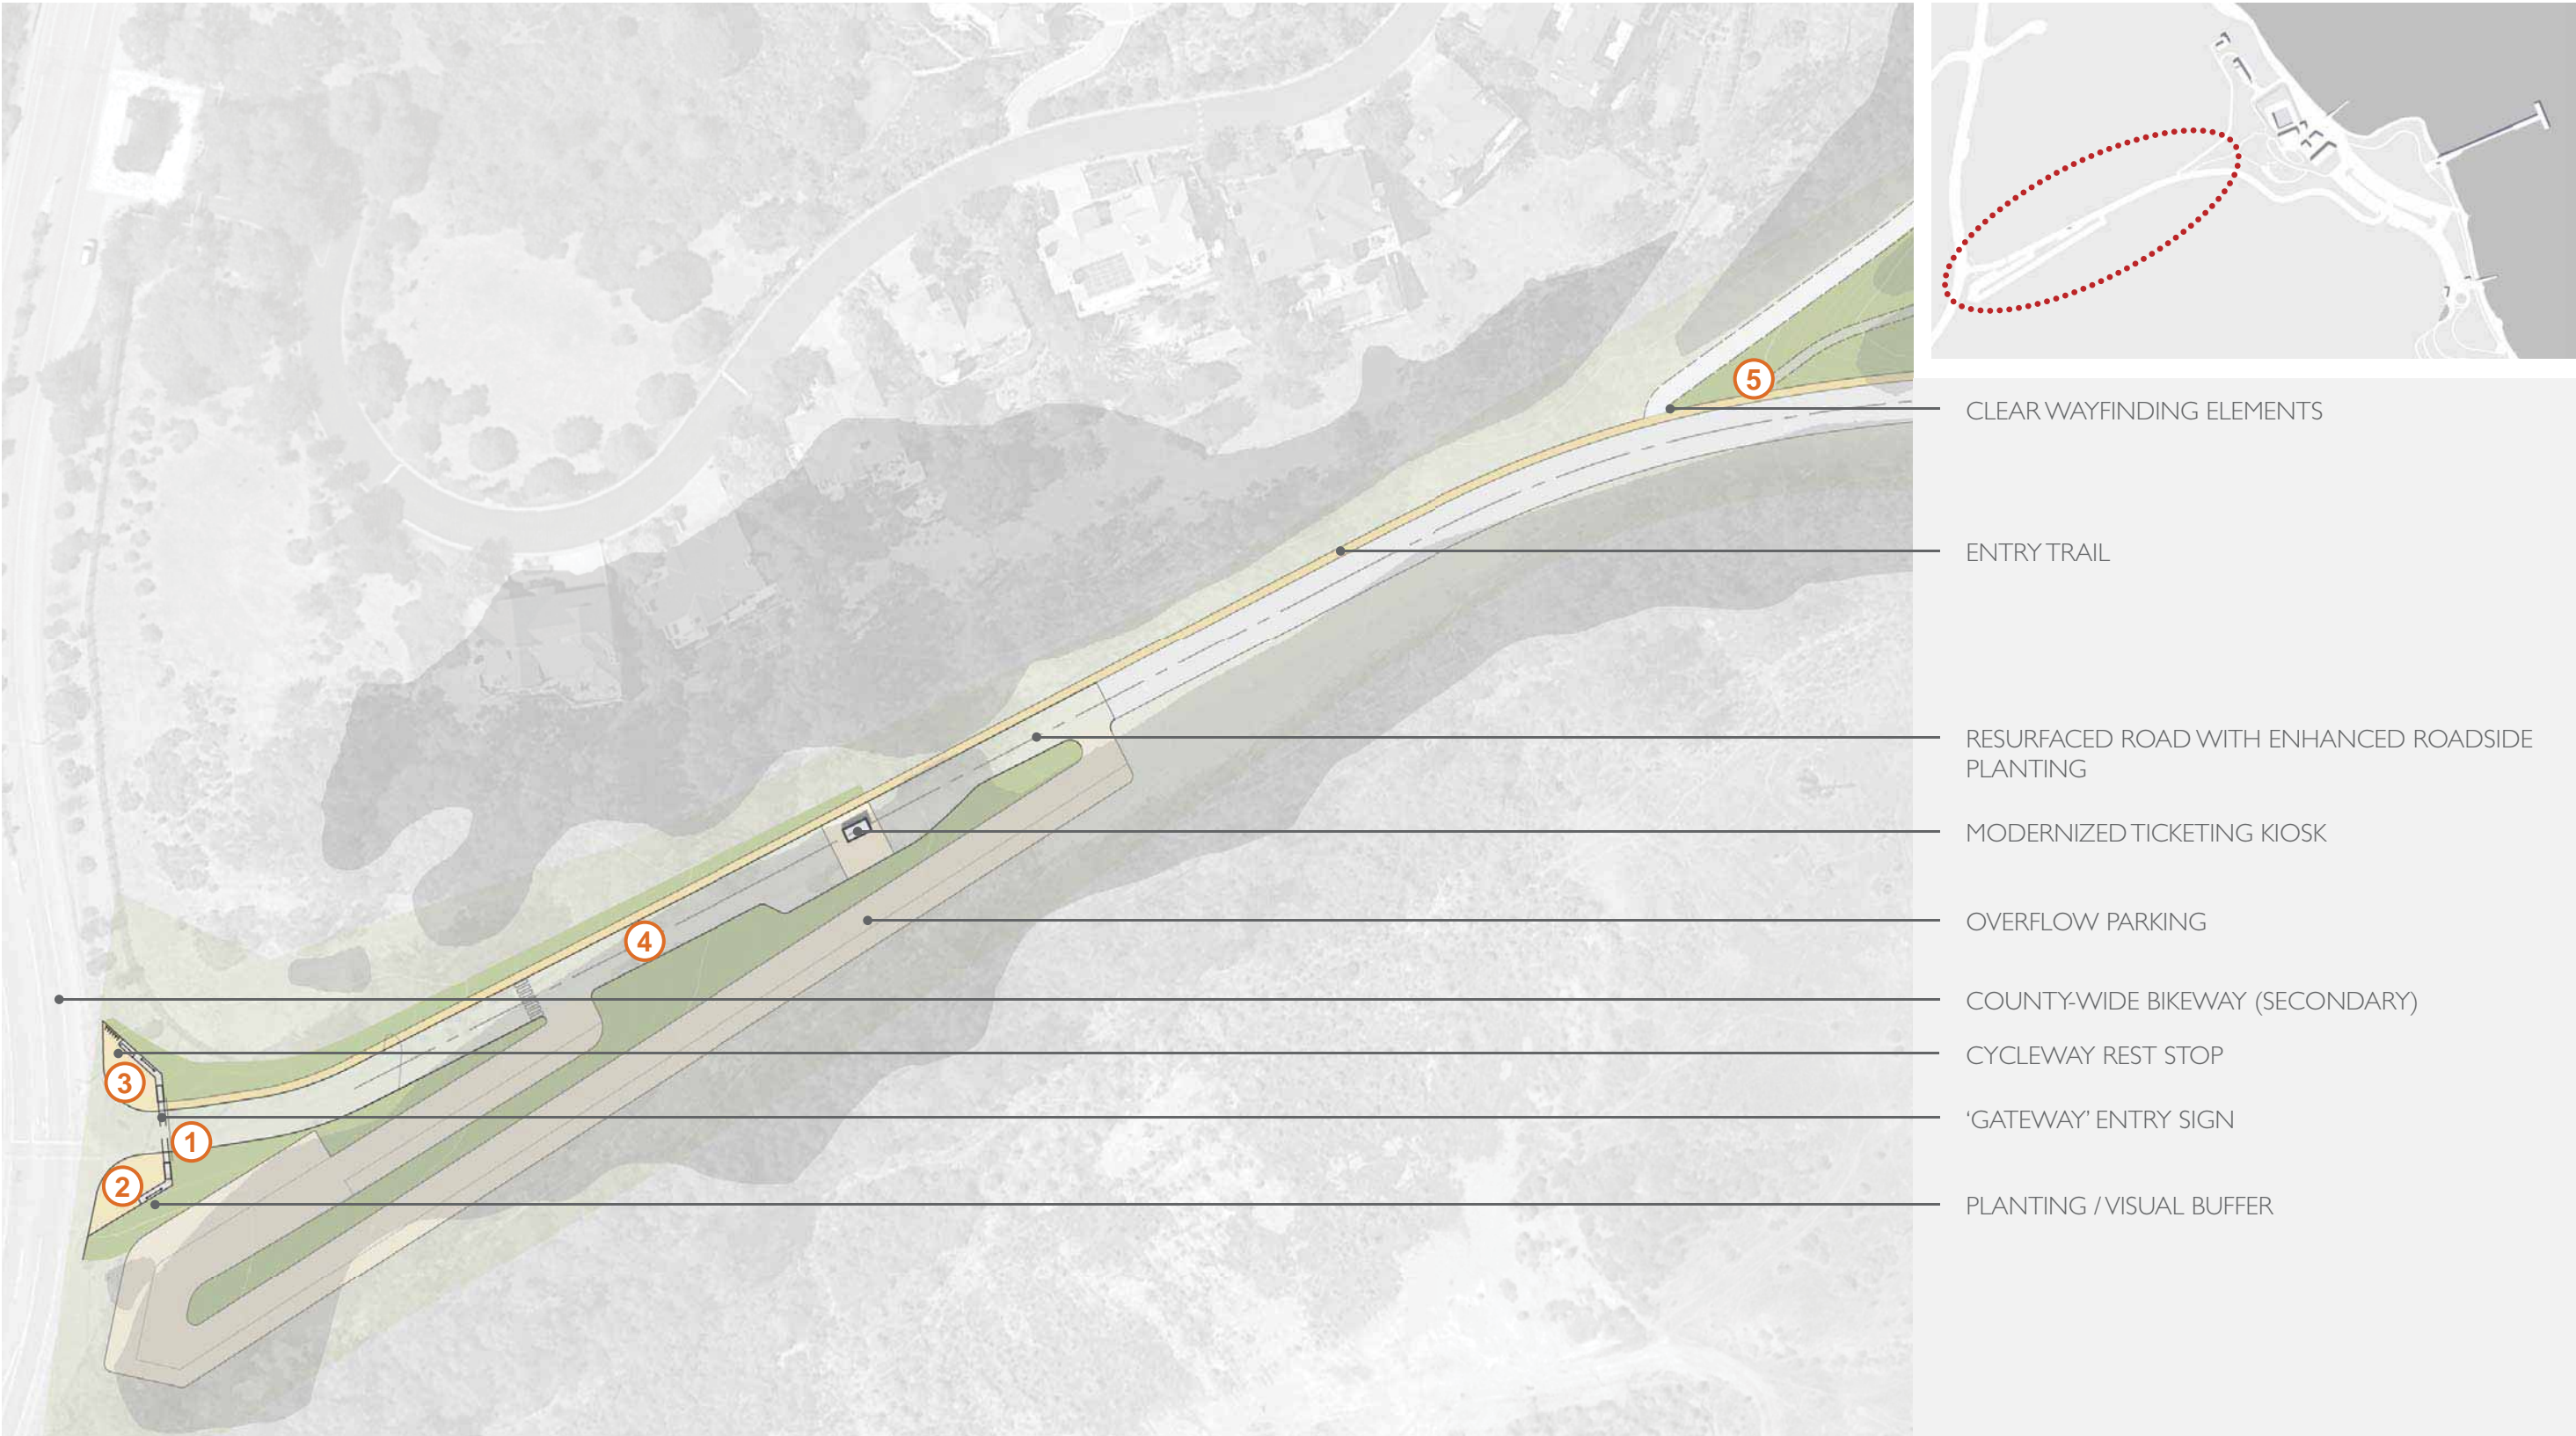 CLEAR WAYFINDING ELEMENTS
ENTRY TRAIL
RESURFACED ROAD WITH ENHANCED ROADSIDE
PLANTING
MODERNIZED TICKETING KIOSK
OVERFLOW PARKING
COUNTY-WIDE BIKEWAY (SECONDARY)
CYCLEWAY REST STOP
‘GATEWAY’ ENTRY SIGN
PLANTING / VISUAL BUFFER
5
4
3
1
2